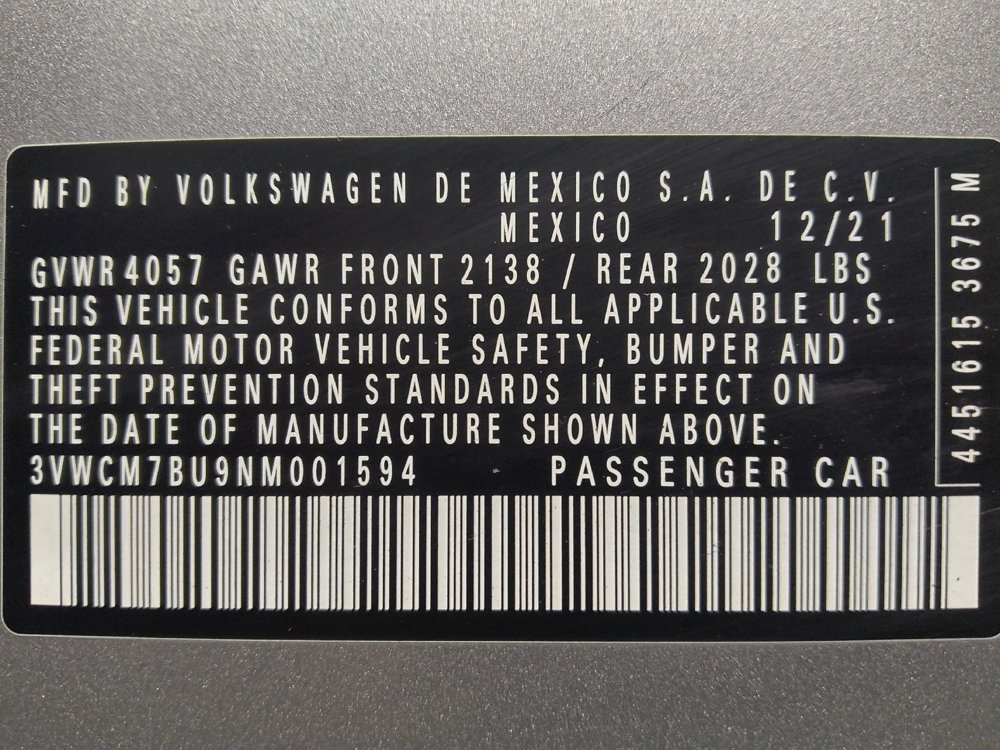 MFD BY VOLKSWAGEN DE MEXICO S.A. DE C.V.
MEXICO 12/21
GVWR 4057 GAWR FRONT 2138 / REAR 2028 LBS
THIS VEHICLE CONFORMS TO ALL APPLICABLE U.S.
FEDERAL MOTOR VEHICLE SAFETY, BUMPER AND
THEFT PREVENTION STANDARDS IN EFFECT ON
THE DATE OF MANUFACTURE SHOWN ABOVE.
3VWCM7BU9NM001594 PASSENGER CAR
4451615 3675 M